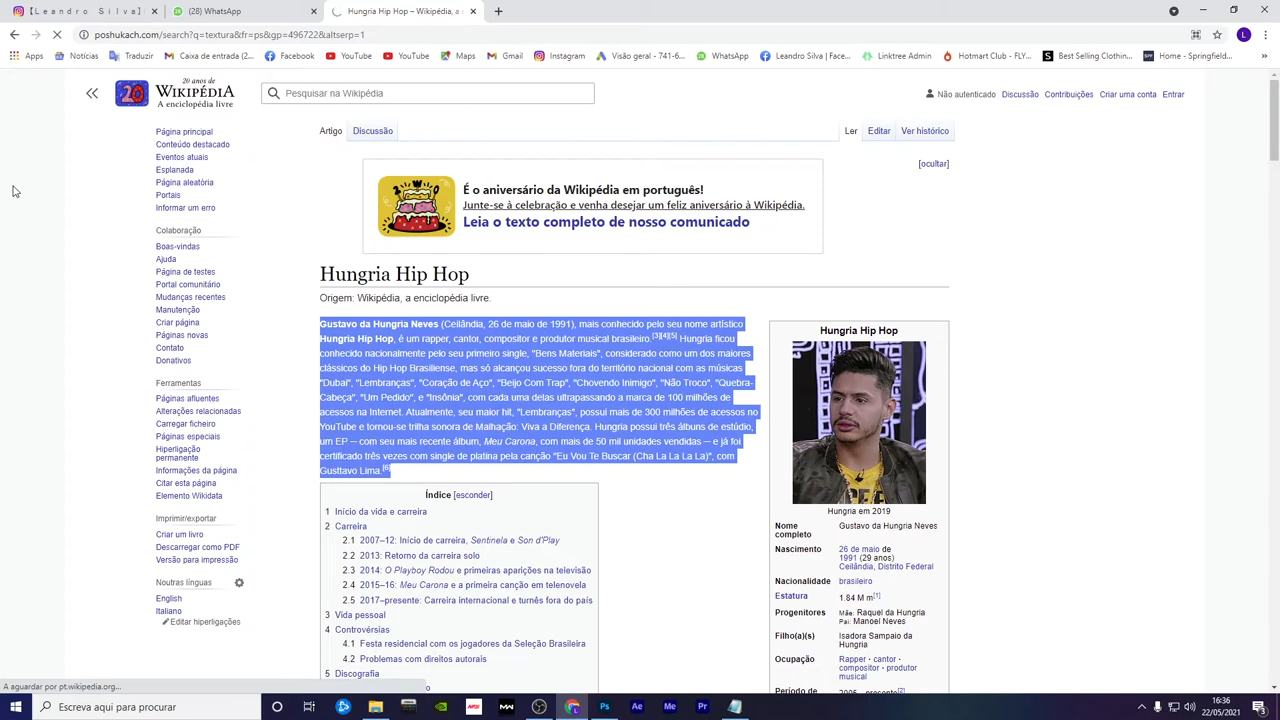 (28) WhatsApp
Hungria Hip Hop – Wikipédia, a en
poshukach.com/search?q=textura&fr=ps&gp=496722&altserp=1
Apps Notícias Traduzir Caixa de entrada (2... Facebook YouTube YouTube Maps Gmail Instagram Visão geral - 741-6... WhatsApp Leandro Silva | Face... Linktree Admin Hotmart Club - FLY... Best Selling Clothin... Home - Springfield...
20 anos de
WIKIPÉDIA
A enciclopédia livre
Pesquisar na Wikipédia
Não autenticado Discussão Contribuições Criar uma conta Entrar
Página principal
Conteúdo destacado
Eventos atuais
Esplanada
Página aleatória
Portais
Informar um erro
Colaboração
Boas-vindas
Ajuda
Página de testes
Portal comunitário
Mudanças recentes
Manutenção
Criar página
Páginas novas
Contato
Donativos
Ferramentas
Páginas afluentes
Alterações relacionadas
Carregar ficheiro
Páginas especiais
Hiperligação
permanente
Informações da página
Citar esta página
Elemento Wikidata
Imprimir/exportar
Criar um livro
Descarregar como PDF
Versão para impressão
Noutras línguas
English
Italiano
Editar hiperligações
Artigo Discussão Ler Editar Ver histórico
[ocultar]
É o aniversário da Wikipédia em português!
Junte-se à celebração e venha desejar um feliz aniversário à Wikipédia.
Leia o texto completo de nosso comunicado
Hungria Hip Hop
Origem: Wikipédia, a enciclopédia livre.
Gustavo da Hungria Neves (Ceilândia, 26 de maio de 1991), mais conhecido pelo seu nome artístico
Hungria Hip Hop, é um rapper, cantor, compositor e produtor musical brasileiro.[3][4][5] Hungria ficou
conhecido nacionalmente pelo seu primeiro single, "Bens Materiais", considerado como um dos maiores
clássicos do Hip Hop Brasiliense, mas só alcançou sucesso fora do território nacional com as músicas
"Dubai", "Lembranças", "Coração de Aço", "Beijo Com Trap", "Chovendo Inimigo", "Não Troco", "Quebra-
Cabeça", "Um Pedido", e "Insônia", com cada uma delas ultrapassando a marca de 100 milhões de
acessos na Internet. Atualmente, seu maior hit, "Lembranças", possui mais de 300 milhões de acessos no
YouTube e tornou-se trilha sonora de Malhação: Viva a Diferença. Hungria possui três álbuns de estúdio,
um EP — com seu mais recente álbum, Meu Carona, com mais de 50 mil unidades vendidas — e já foi
certificado três vezes com single de platina pela canção "Eu Vou Te Buscar (Cha La La La La)", com
Gusttavo Lima.[6]
Índice [esconder]
1 Início da vida e carreira
2 Carreira
2.1 2007–12: Início de carreira, Sentinela e Son d'Play
2.2 2013: Retorno da carreira solo
2.3 2014: O Playboy Rodou e primeiras aparições na televisão
2.4 2015–16: Meu Carona e a primeira canção em telenovela
2.5 2017–presente: Carreira internacional e turnês fora do país
3 Vida pessoal
4 Controvérsias
4.1 Festa residencial com os jogadores da Seleção Brasileira
4.2 Problemas com direitos autorais
5 Discografia
Hungria Hip Hop
Hungria em 2019
Nome completo Gustavo da Hungria Neves
Nascimento 26 de maio de
1991 (29 anos)
Ceilândia, Distrito Federal
Nacionalidade brasileiro
Estatura 1.84 M m[1]
Progenitores Mãe: Raquel da Hungria
Pai: Manoel Neves
Filho(a)(s) Isadora Sampaio da
Hungria
Ocupação Rapper · cantor ·
compositor · produtor
musical
Período de 2005 - presente[2]
A aguardar por pt.wikipedia.org...
Escreva aqui para procurar
16:36
22/05/2021